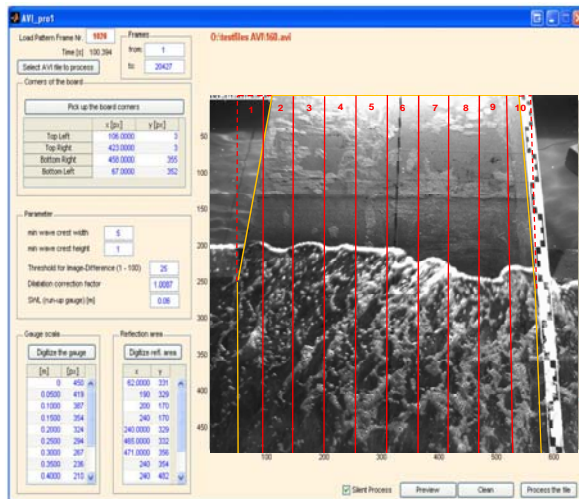 AVI_pro1
Load Pattern Frame Nr. 1020
Time [s] 100.394
Select AVI file to process
Frames
from: 1
to: 20427
O:\testfiles AVI\160.avi
Corners of the board
Pick up the board corners
x [px] y [px]
Top Left 106.0000 3
Top Right 423.0000 3
Bottom Right 458.0000 355
Bottom Left 67.0000 352
Parameter
min wave crest width 5
min wave crest height 1
Threshold for Image-Difference (1 - 100) 25
Dilatation correction factor 1.0087
SWL (run-up gauge) [m] 0.06
Gauge scale
Digitize the gauge
[m] [px]
0 450
0.0500 419
0.1000 387
0.1500 354
0.2000 324
0.2500 294
0.3000 267
0.3500 236
0.4000 210
Reflection area
Digitize refl. area
x y
62.0000 331
190 329
200 170
240 170
240.0000 329
465.0000 332
471.0000 356
240 354
240 482
1 2 3 4 5 6 7 8 9 10
50
100
150
200
250
300
350
400
450
100 200 300 400 500 600
Silent Process
Preview
Clean
Process the file